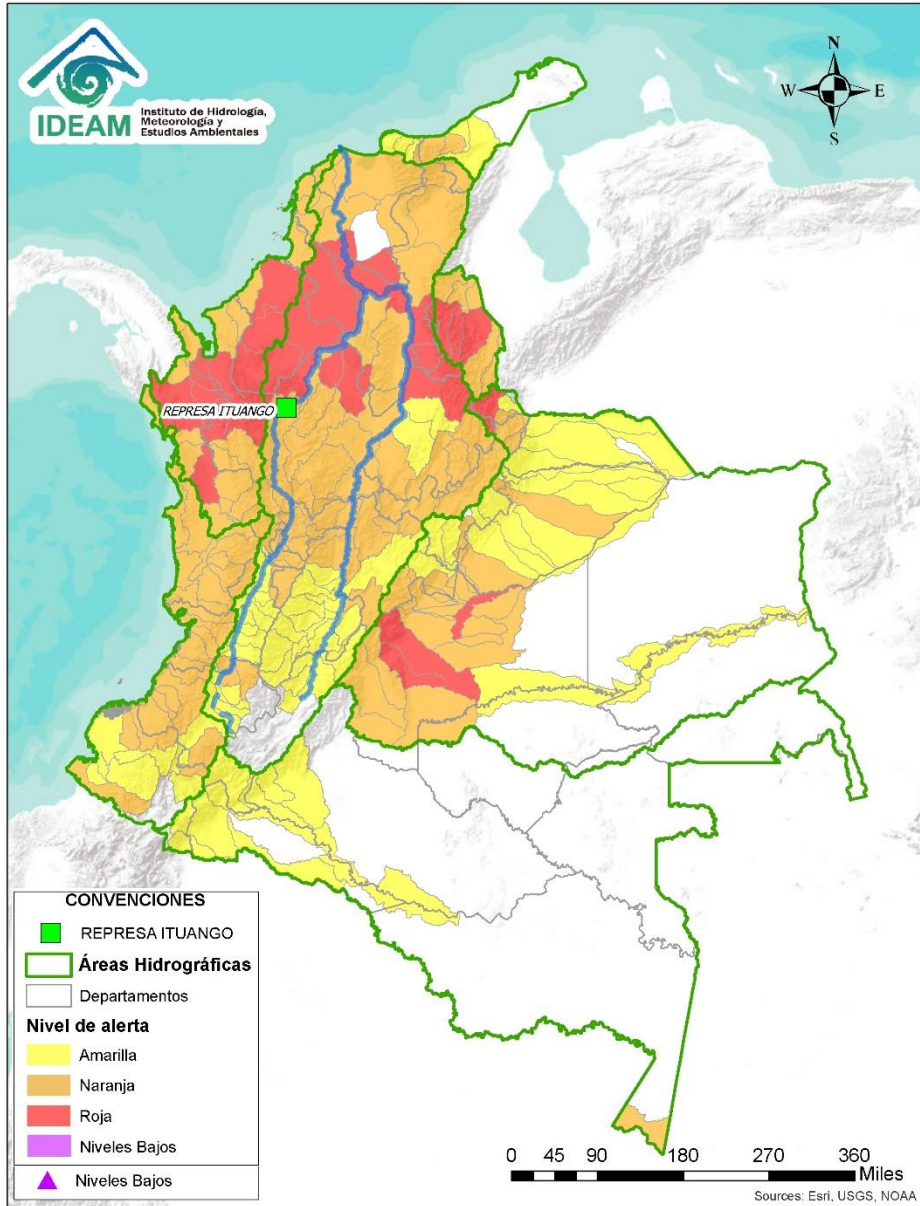 IDEAM
Instituto de Hidrología,
Meteorología y
Estudios Ambientales
N
W
E
S
REPRESA ITUANGO
CONVENCIONES
REPRESA ITUANGO
Áreas Hidrográficas
Departamentos
Nivel de alerta
Amarilla
Naranja
Roja
Niveles Bajos
Niveles Bajos
0 45 90 180 270 360
Miles
Sources: Esri, USGS, NOAA